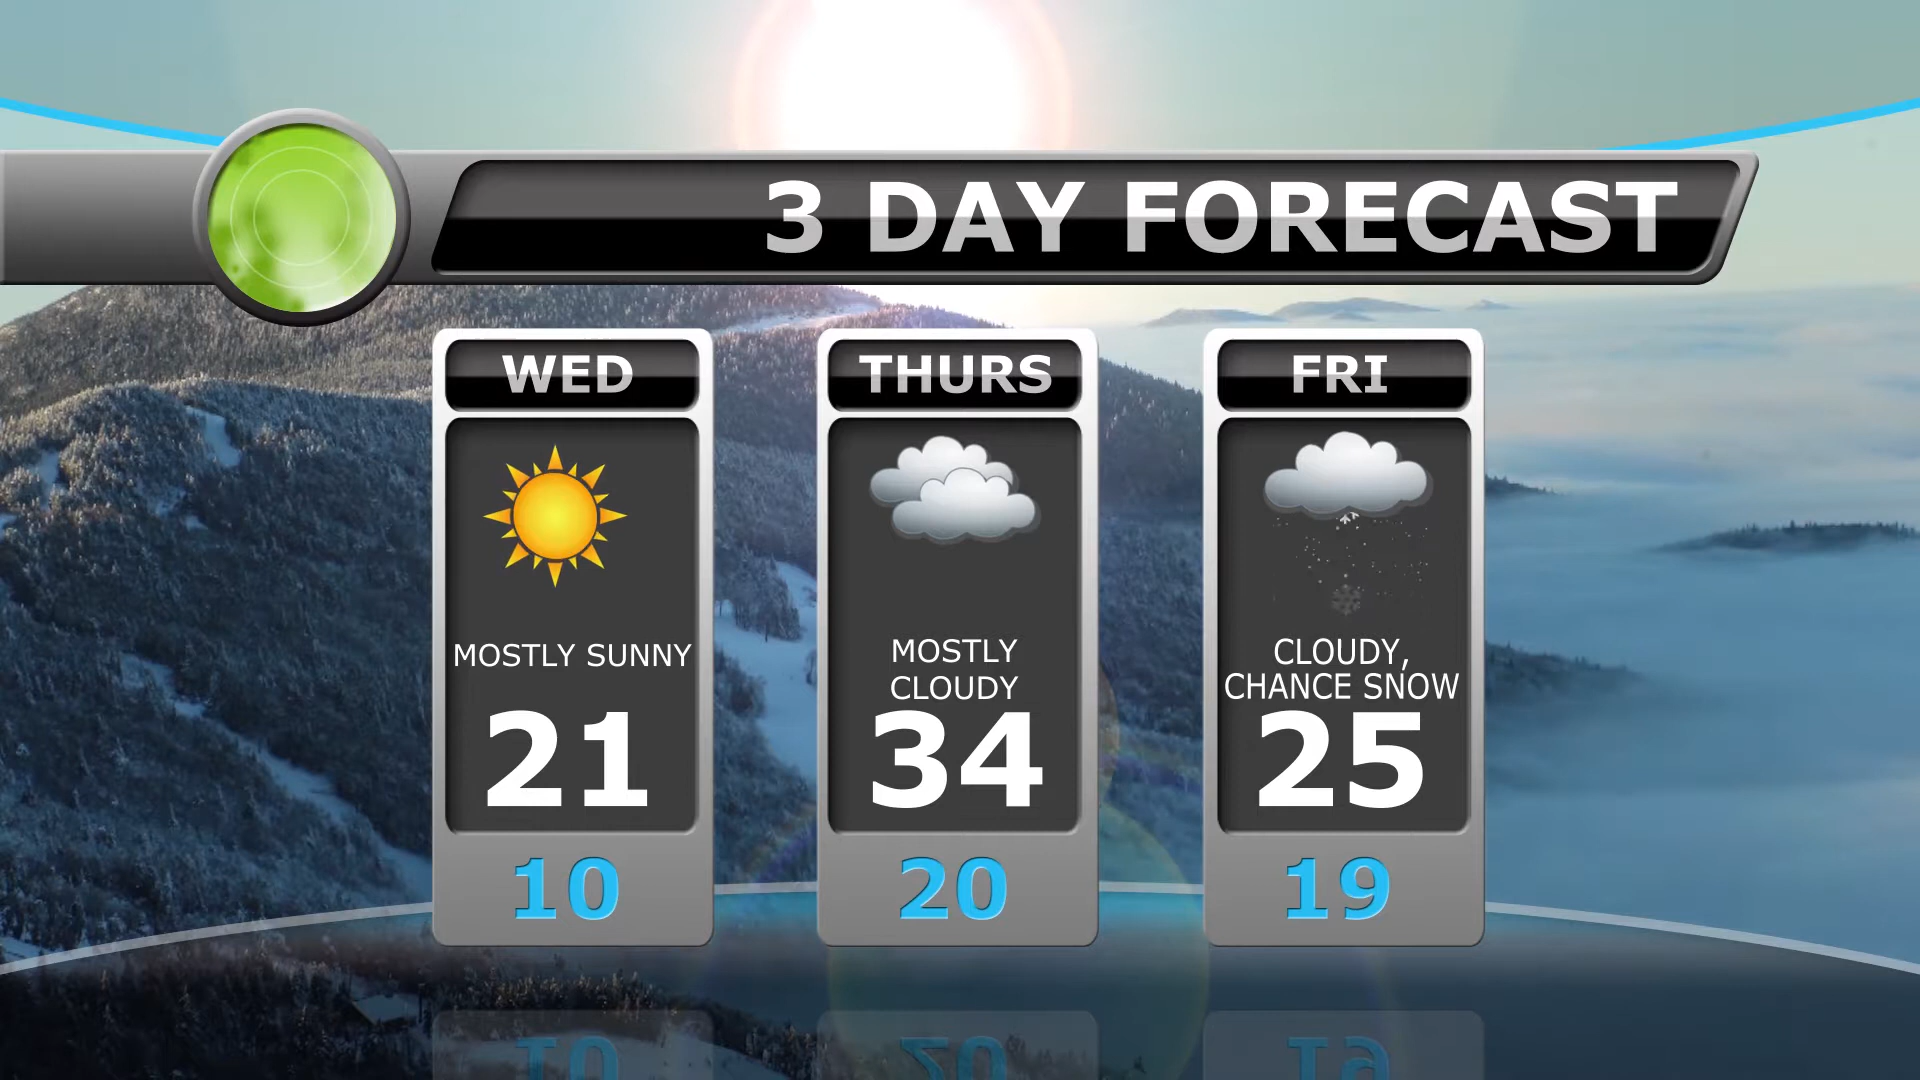 3 DAY FORECAST
WED
MOSTLY SUNNY
21
10
THURS
MOSTLY
CLOUDY
34
20
FRI
CLOUDY,
CHANCE SNOW
25
19